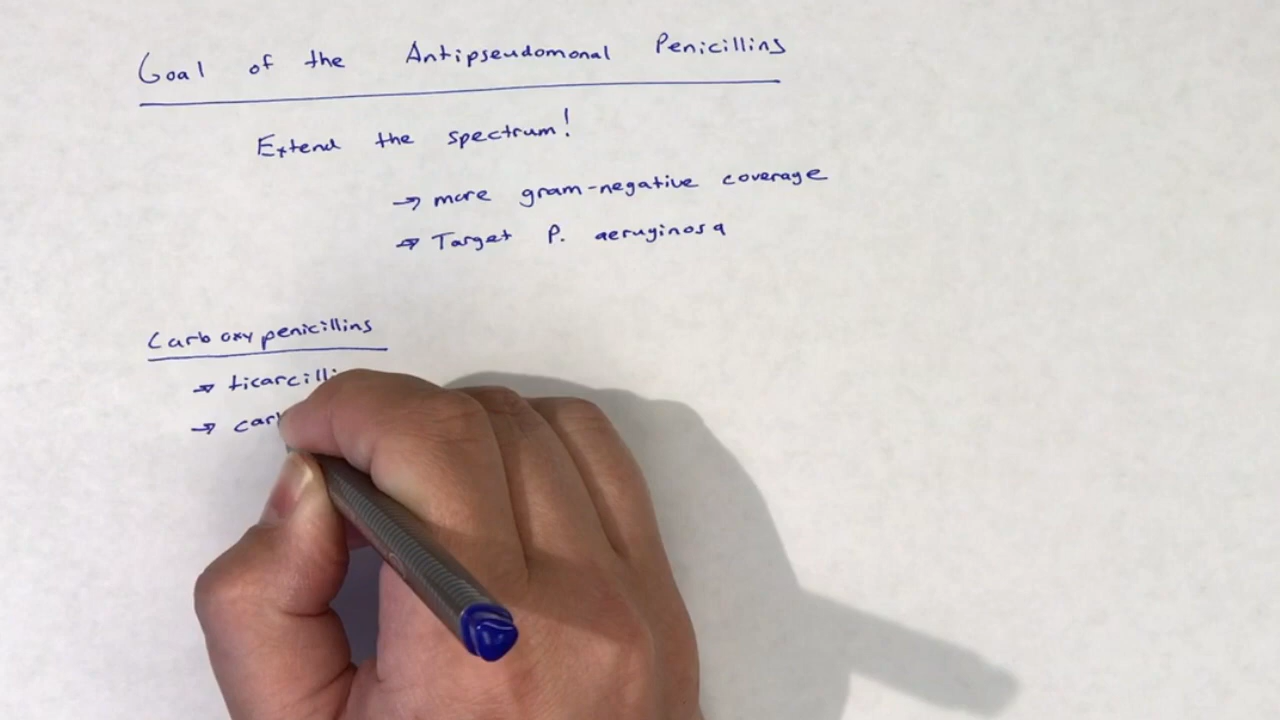 Goal of the Antipseudomonal Penicillins
Extend the spectrum!
→ more gram-negative coverage
→ Target P. aeruginosa
Carboxypenicillins
→
→